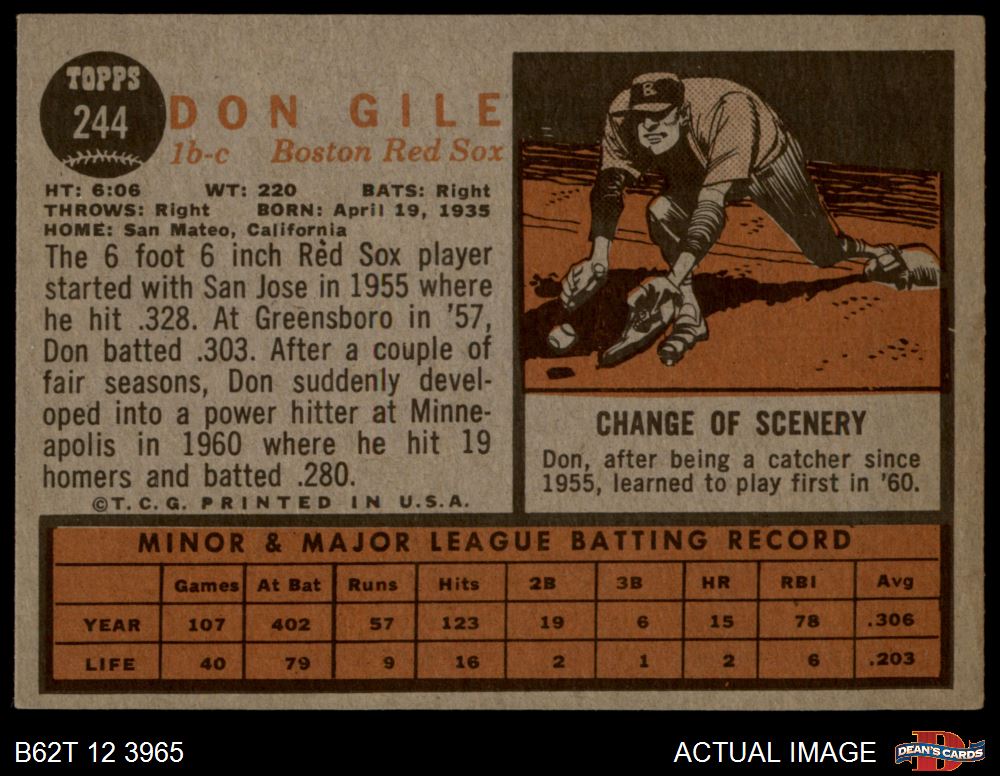 TOPPS
244
DON GILE
1b-c Boston Red Sox
HT: 6:06 WT: 220 BATS: Right
THROWS: Right BORN: April 19, 1935
HOME: San Mateo, California
The 6 foot 6 inch Red Sox player
started with San Jose in 1955 where
he hit .328. At Greensboro in '57,
Don batted .303. After a couple of
fair seasons, Don suddenly devel-
oped into a power hitter at Minne-
apolis in 1960 where he hit 19
homers and batted .280.
©T.C.G. PRINTED IN U.S.A.
B
CHANGE OF SCENERY
Don, after being a catcher since
1955, learned to play first in '60.
MINOR & MAJOR LEAGUE BATTING RECORD
Games At Bat Runs Hits 2B 3B HR RBI Avg
YEAR 107 402 57 123 19 6 15 78 .306
LIFE 40 79 9 16 2 1 2 6 .203
B62T 12 3965
ACTUAL IMAGE
D
DEAN'S CARDS